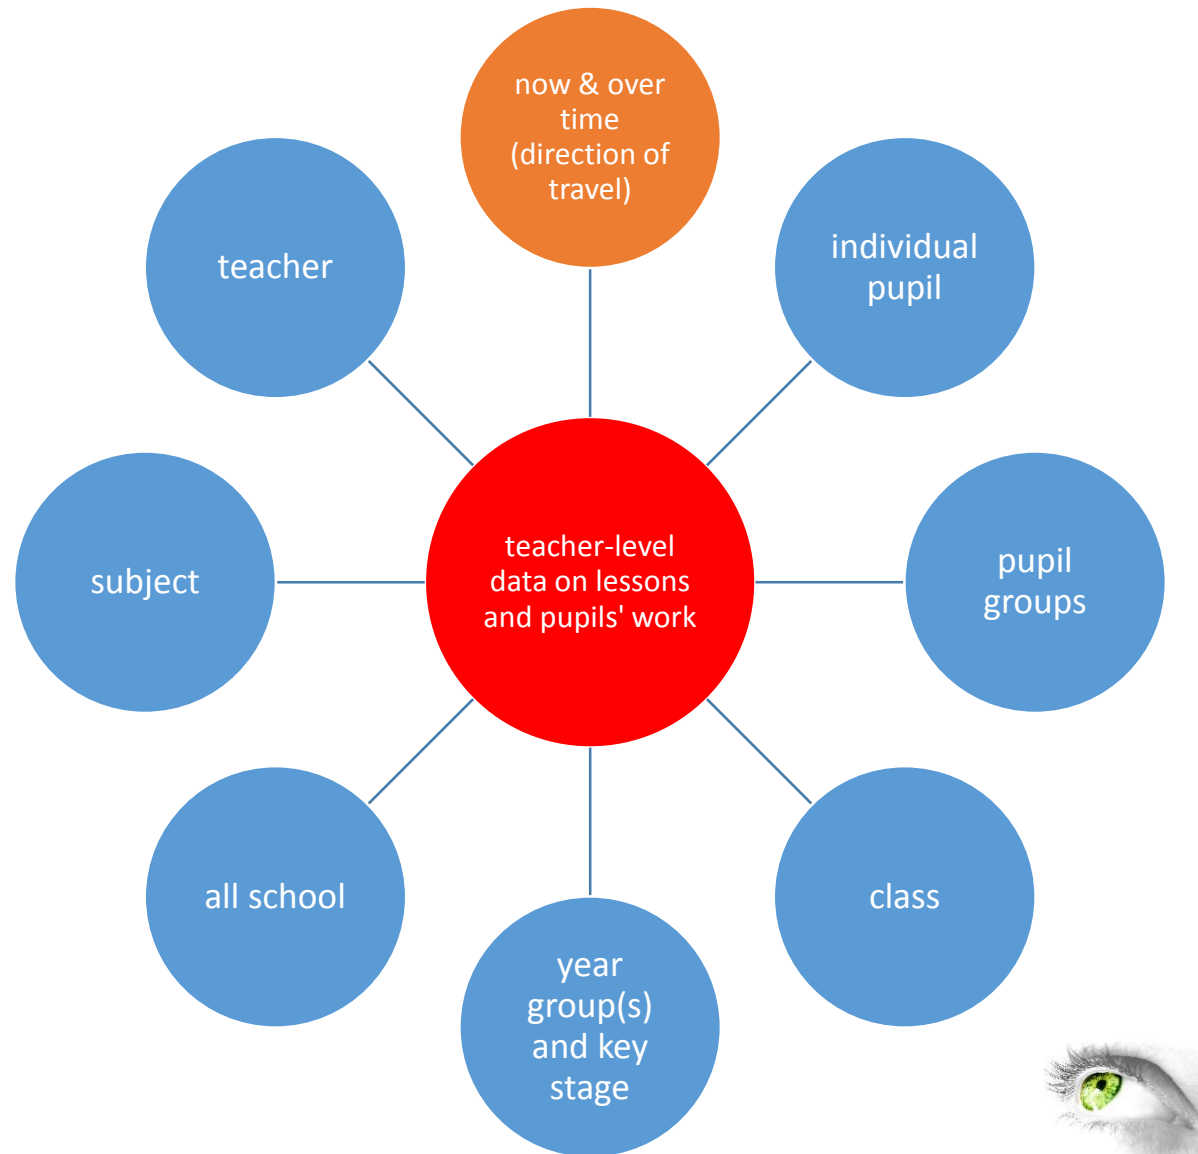 now & over
time
(direction of
travel)
individual
pupil
pupil
groups
class
year
group(s)
and key
stage
all school
subject
teacher
teacher-level
data on lessons
and pupils' work